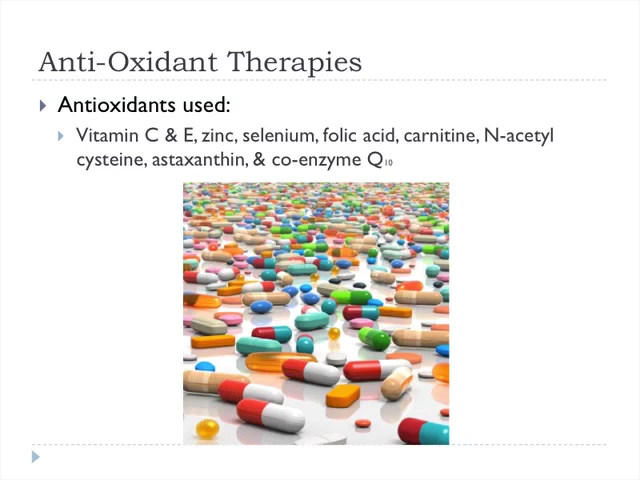 Anti-Oxidant Therapies
Antioxidants used:
Vitamin C & E, zinc, selenium, folic acid, carnitine, N-acetyl
cysteine, astaxanthin, & co-enzyme Q₁₀